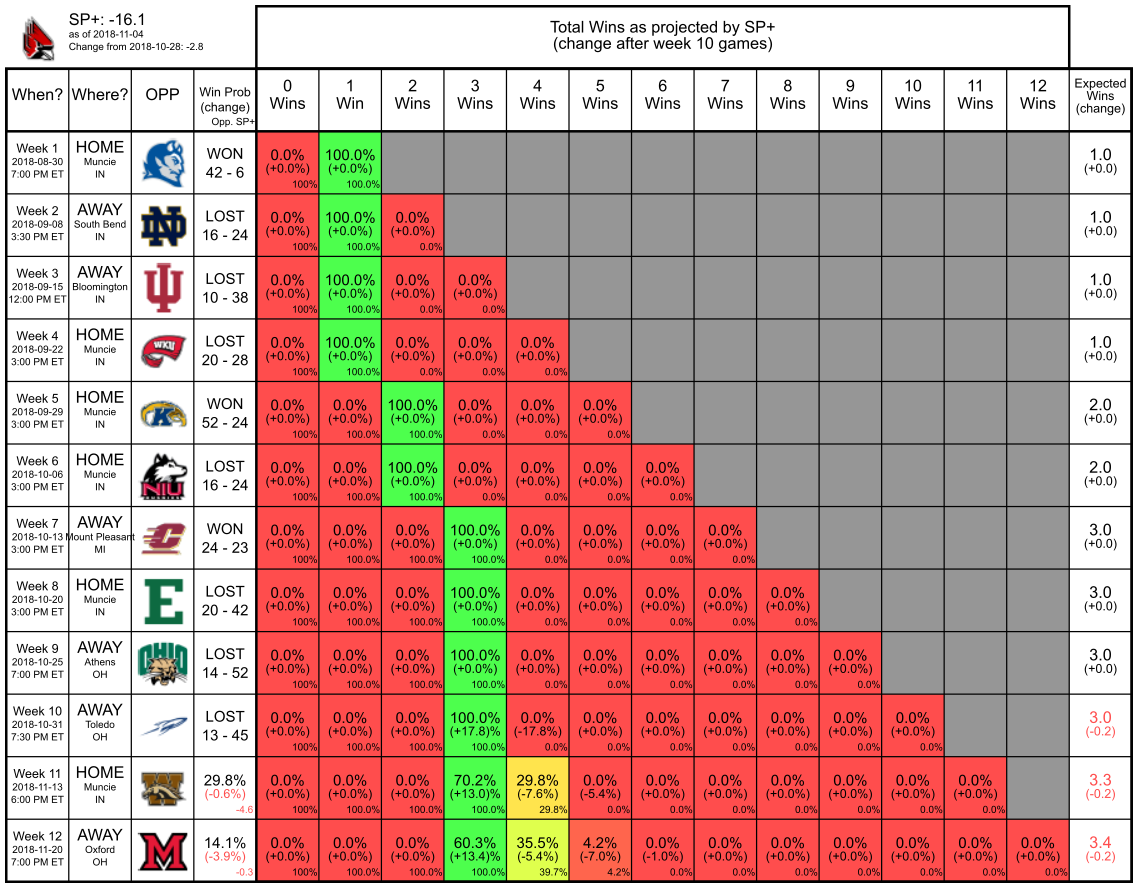 SP+: -16.1
as of 2018-11-04
Change from 2018-10-28: -2.8
Total Wins as projected by SP+
(change after week 10 games)
When? Where? OPP Win Prob (change) Opp. SP+ 0 Wins 1 Win 2 Wins 3 Wins 4 Wins 5 Wins 6 Wins 7 Wins 8 Wins 9 Wins 10 Wins 11 Wins 12 Wins Expected Wins (change)
Week 1 HOME WON 0.0% 100.0% 1.0
2018-08-30 Muncie (+0.0%) (+0.0%) (+0.0)
7:00 PM ET IN 42 - 6 100% 100.0%
Week 2 AWAY ND LOST 0.0% 100.0% 0.0% 1.0
2018-09-08 South Bend (+0.0%) (+0.0%) (+0.0%) (+0.0)
3:30 PM ET IN 16 - 24 100% 100.0% 0.0%
Week 3 AWAY LOST 0.0% 100.0% 0.0% 0.0% 1.0
2018-09-15 Bloomington (+0.0%) (+0.0%) (+0.0%) (+0.0%) (+0.0)
12:00 PM ET IN 10 - 38 100% 100.0% 0.0% 0.0%
Week 4 HOME WKU LOST 0.0% 100.0% 0.0% 0.0% 0.0% 1.0
2018-09-22 Muncie (+0.0%) (+0.0%) (+0.0%) (+0.0%) (+0.0%) (+0.0)
3:00 PM ET IN 20 - 28 100% 100.0% 0.0% 0.0% 0.0%
Week 5 HOME K WON 0.0% 0.0% 100.0% 0.0% 0.0% 0.0% 2.0
2018-09-29 Muncie (+0.0%) (+0.0%) (+0.0%) (+0.0%) (+0.0%) (+0.0%) (+0.0)
3:00 PM ET IN 52 - 24 100% 100.0% 100.0% 0.0% 0.0% 0.0%
Week 6 HOME NIU LOST 0.0% 0.0% 100.0% 0.0% 0.0% 0.0% 0.0% 2.0
2018-10-06 Muncie (+0.0%) (+0.0%) (+0.0%) (+0.0%) (+0.0%) (+0.0%) (+0.0%) (+0.0)
3:00 PM ET IN 16 - 24 100% 100.0% 100.0% 0.0% 0.0% 0.0% 0.0%
Week 7 AWAY C WON 0.0% 0.0% 0.0% 100.0% 0.0% 0.0% 0.0% 0.0% 3.0
2018-10-13 Mount Pleasant (+0.0%) (+0.0%) (+0.0%) (+0.0%) (+0.0%) (+0.0%) (+0.0%) (+0.0%) (+0.0)
3:00 PM ET MI 24 - 23 100% 100.0% 100.0% 100.0% 0.0% 0.0% 0.0% 0.0%
Week 8 HOME E LOST 0.0% 0.0% 0.0% 100.0% 0.0% 0.0% 0.0% 0.0% 0.0% 3.0
2018-10-20 Muncie (+0.0%) (+0.0%) (+0.0%) (+0.0%) (+0.0%) (+0.0%) (+0.0%) (+0.0%) (+0.0%) (+0.0)
3:00 PM ET IN 20 - 42 100% 100.0% 100.0% 100.0% 0.0% 0.0% 0.0% 0.0% 0.0%
Week 9 AWAY OHIO LOST 0.0% 0.0% 0.0% 100.0% 0.0% 0.0% 0.0% 0.0% 0.0% 0.0% 3.0
2018-10-25 Athens (+0.0%) (+0.0%) (+0.0%) (+0.0%) (+0.0%) (+0.0%) (+0.0%) (+0.0%) (+0.0%) (+0.0%) (+0.0)
7:00 PM ET OH 14 - 52 100% 100.0% 100.0% 100.0% 0.0% 0.0% 0.0% 0.0% 0.0% 0.0%
Week 10 AWAY LOST 0.0% 0.0% 0.0% 100.0% 0.0% 0.0% 0.0% 0.0% 0.0% 0.0% 0.0% 3.0
2018-10-31 Toledo (+0.0%) (+0.0%) (+0.0%) (+17.8)% (-17.8)% (+0.0%) (+0.0%) (+0.0%) (+0.0%) (+0.0%) (+0.0%) (-0.2)
7:30 PM ET OH 13 - 45 100% 100.0% 100.0% 100.0% 0.0% 0.0% 0.0% 0.0% 0.0% 0.0% 0.0%
Week 11 HOME W 29.8% 0.0% 0.0% 0.0% 70.2% 29.8% 0.0% 0.0% 0.0% 0.0% 0.0% 0.0% 0.0% 3.3
2018-11-13 Muncie (-0.6%) (+0.0%) (+0.0%) (+0.0%) (+13.0)% (-7.6%) (-5.4%) (+0.0%) (+0.0%) (+0.0%) (+0.0%) (+0.0%) (+0.0%) (-0.2)
6:00 PM ET IN -4.6 100% 100.0% 100.0% 100.0% 29.8% 0.0% 0.0% 0.0% 0.0% 0.0% 0.0% 0.0%
Week 12 AWAY M 14.1% 0.0% 0.0% 0.0% 60.3% 35.5% 4.2% 0.0% 0.0% 0.0% 0.0% 0.0% 0.0% 0.0% 3.4
2018-11-20 Oxford (-3.9%) (+0.0%) (+0.0%) (+0.0%) (+13.4)% (-5.4%) (-7.0%) (-1.0%) (+0.0%) (+0.0%) (+0.0%) (+0.0%) (+0.0%) (+0.0%) (-0.2)
7:00 PM ET OH -0.3 100% 100.0% 100.0% 100.0% 39.7% 4.2% 0.0% 0.0% 0.0% 0.0% 0.0% 0.0% 0.0%